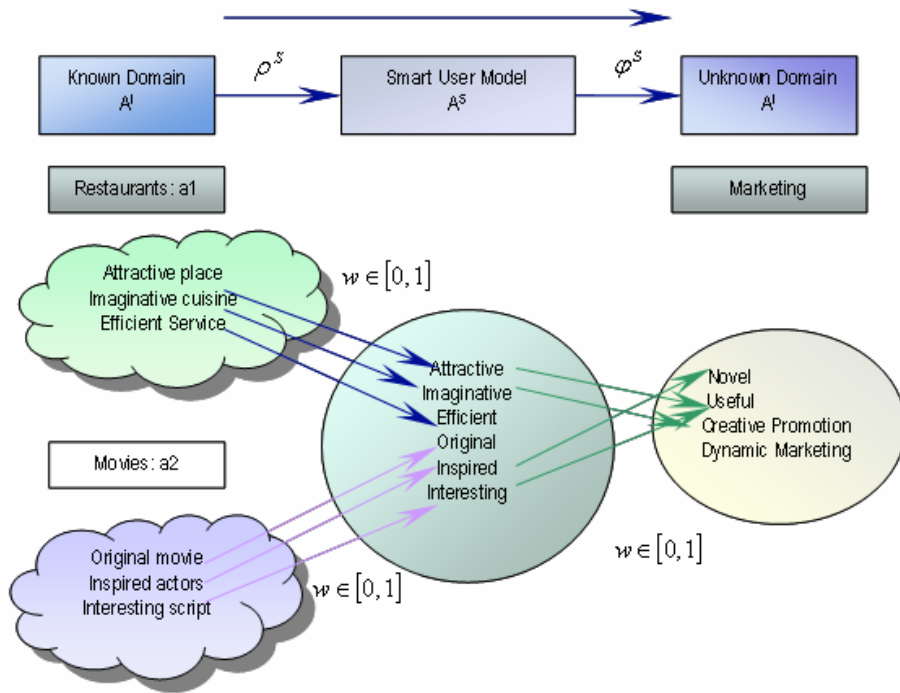 Known Domain
A^I
ρ^s
Smart User Model
A^S
φ^s
Unknown Domain
A^I
Restaurants : a1
Marketing
Attractive place
Imaginative cuisine
Efficient Service
w ∈ [0, 1]
Attractive
Imaginative
Efficient
Original
Inspired
Interesting
Novel
Useful
Creative Promotion
Dynamic Marketing
Movies : a2
Original movie
Inspired actors
Interesting script
w ∈ [0, 1]
w ∈ [0, 1]